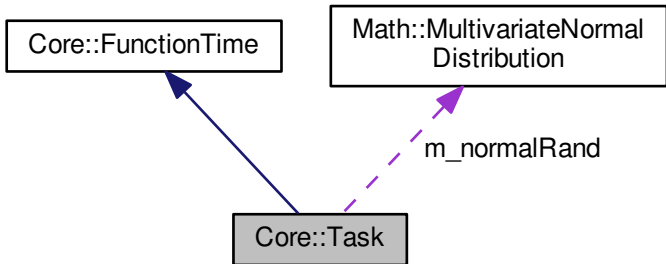 Core::FunctionTime
Math::MultivariateNormal
Distribution
m_normalRand
Core::Task